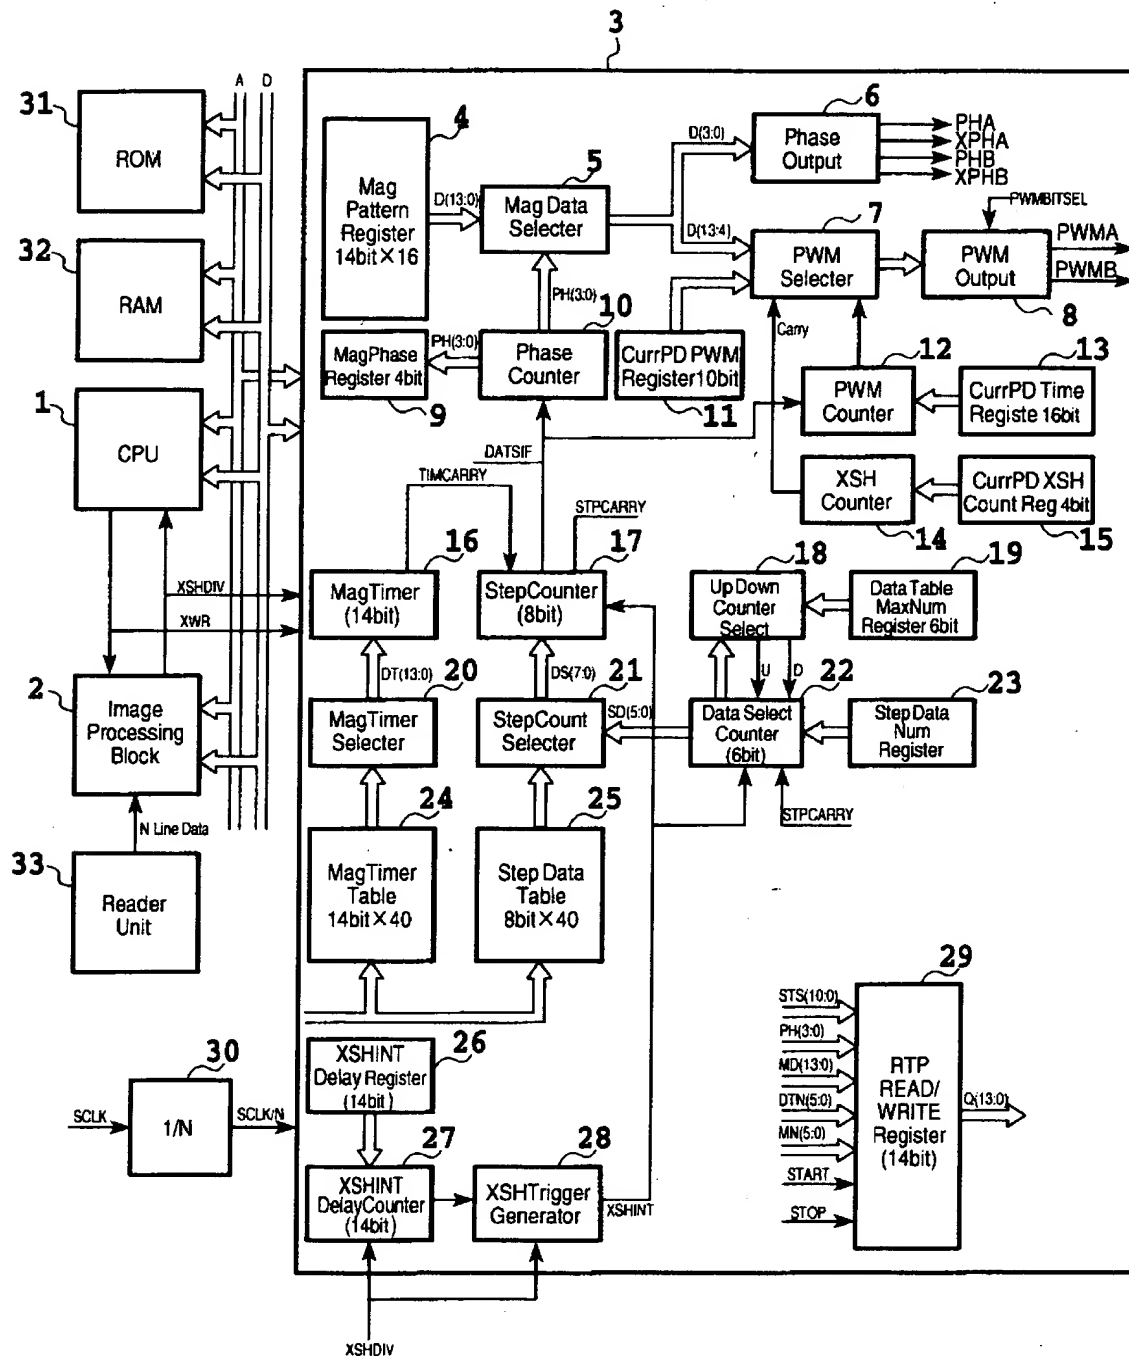 3
A D
31
ROM
4
Mag
Pattern
Register
14bit×16
D(13:0)
5
Mag Data
Selecter
D(3:0)
6
Phase
Output
PHA
XPHA
PHB
XPHB
D(13:4)
7
PWM
Selecter
PWMBITSEL
PWM
Output
8
PWMA
PWMB
32
RAM
PH(3:0)
10
Carry
MagPhase
Register 4bit
9
PH(3:0)
Phase
Counter
CurrPD PWM
Register10bit
11
12
PWM
Counter
13
CurrPD Time
Registe 16bit
1
CPU
DATSIF
TIMCARRY
STPCARRY
XSH
Counter
14
CurrPD XSH
Count Reg 4bit
15
XSHDIV
XWR
16
MagTimer
(14bit)
17
StepCounter
(8bit)
18
Up Down
Counter
Select
19
Data Table
MaxNum
Register 6bit
DT(13:0)
DS(7:0)
U D
2
Image
Processing
Block
20
MagTimer
Selecter
21
StepCount
Selecter
SD(5:0)
22
Data Select
Counter
(6bit)
23
Step Data
Num
Register
STPCARRY
N Line Data
33
Reader
Unit
24
MagTimer
Table
14bit×40
25
Step Data
Table
8bit×40
29
STS(10:0)
PH(3:0)
MD(13:0)
DTN(5:0)
MN(5:0)
START
STOP
RTP
READ/
WRITE
Register
(14bit)
Q(13:0)
30
SCLK
1/N
SCLK/N
26
XSHINT
Delay Register
(14bit)
27
XSHINT
DelayCounter
(14bit)
28
XSHTrigger
Generator
XSHINT
XSHDIV